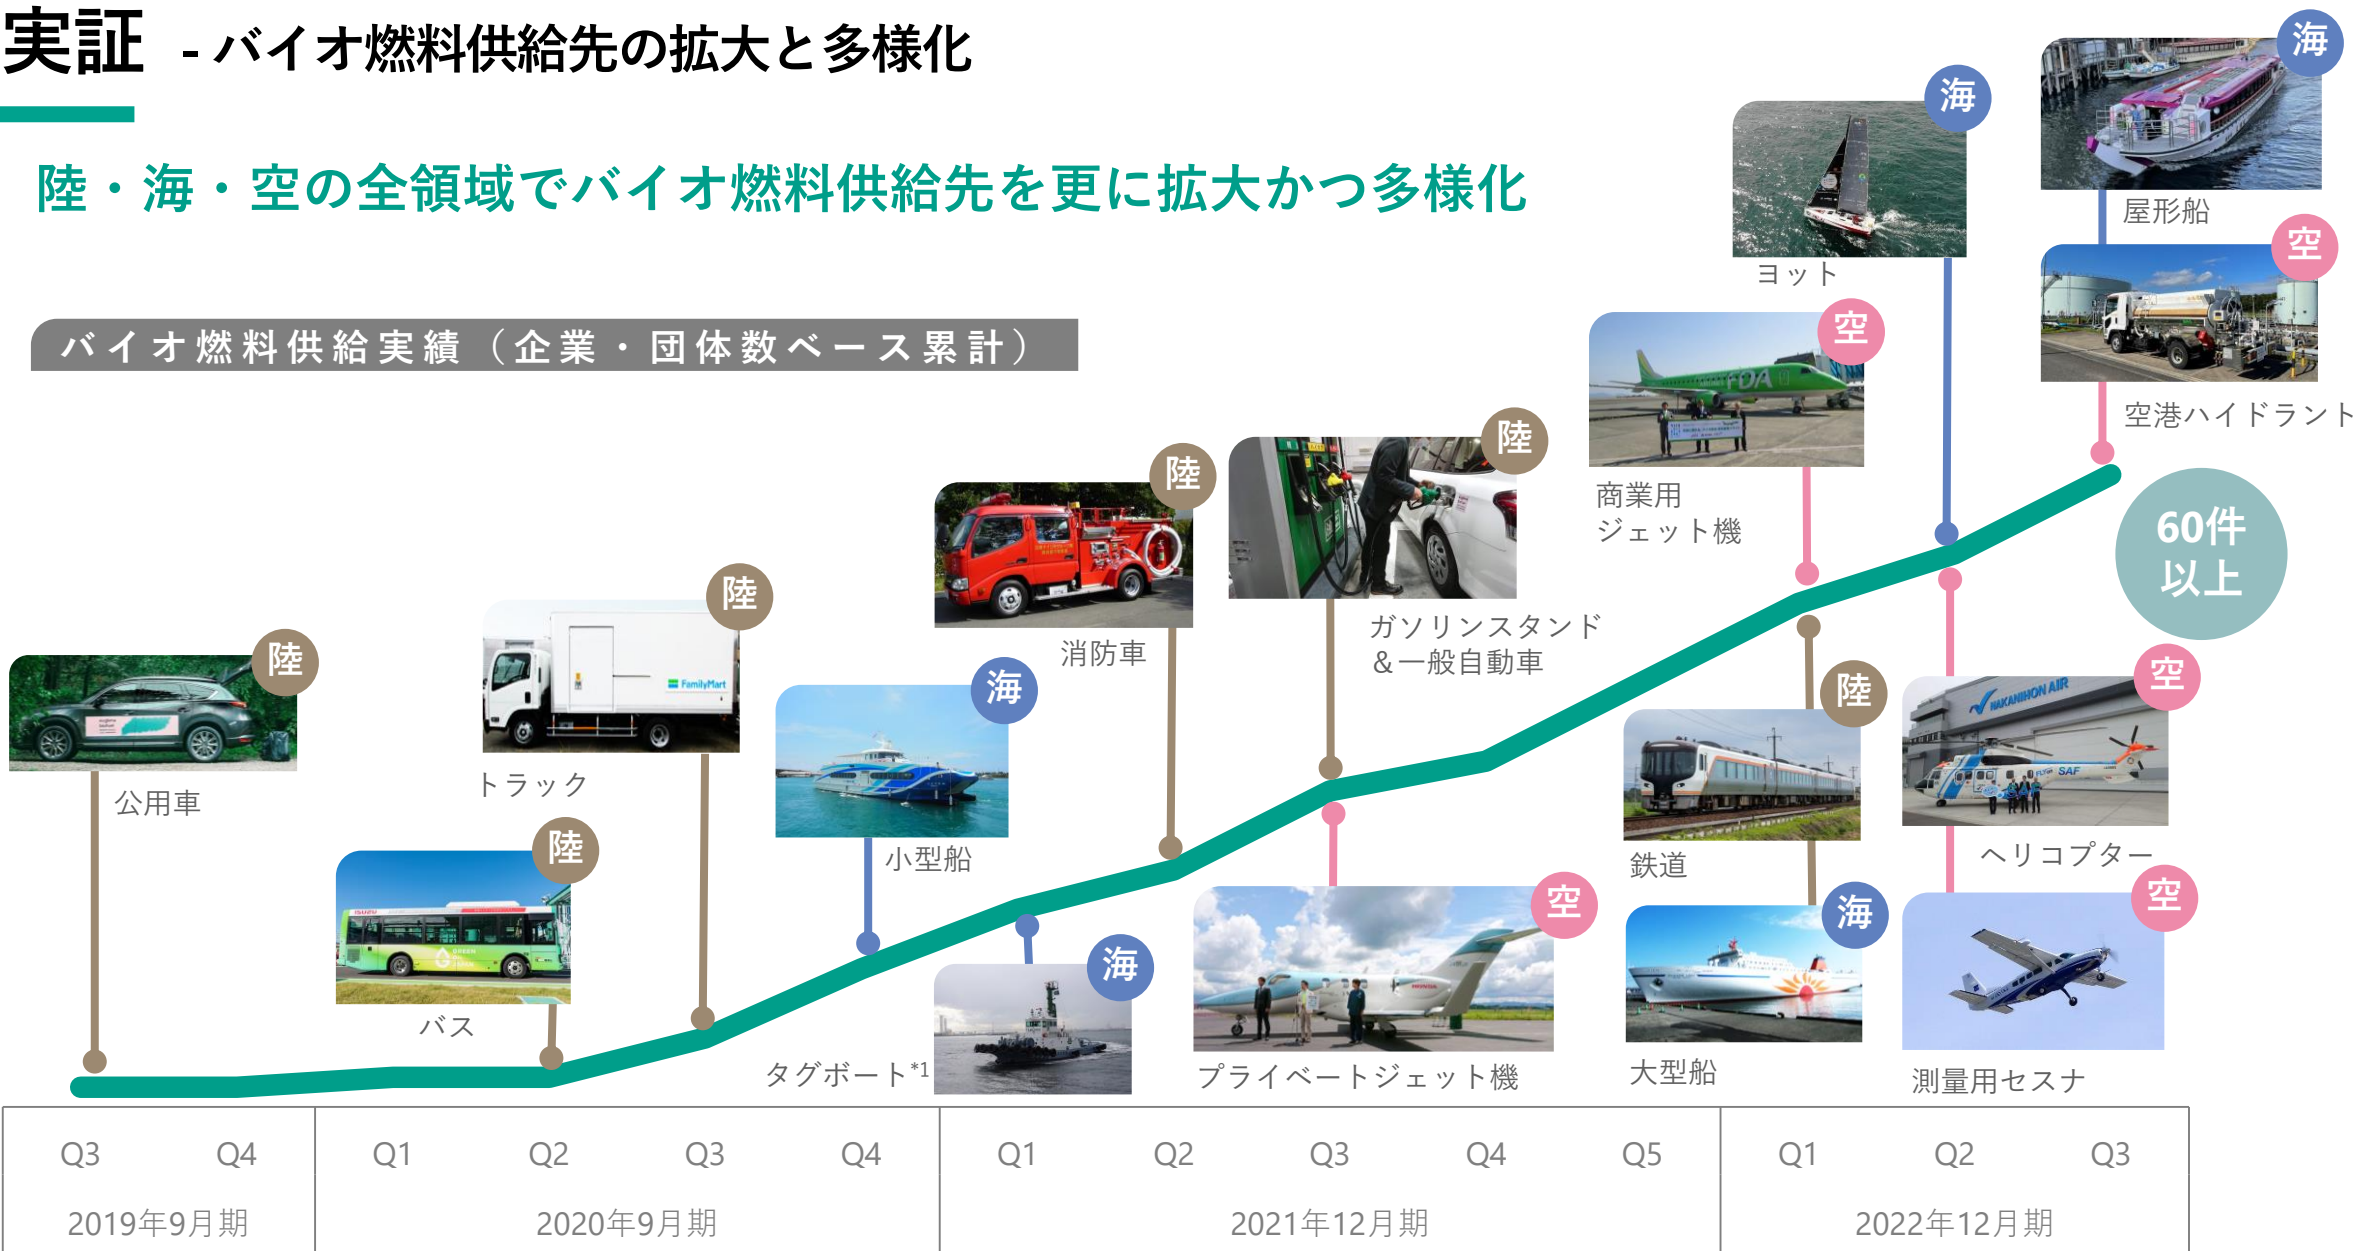 実証 - バイオ燃料供給先の拡大と多様化
陸・海・空の全領域でバイオ燃料供給先を更に拡大かつ多様化
バイオ燃料供給実績（企業・団体数ベース累計）
陸
公用車
陸
ISUZU
バス
陸
FamilyMart
トラック
海
小型船
海
タグボート*1
陸
消防車
陸
ガソリンスタンド
＆一般自動車
空
HONDA
プライベートジェット機
空
FDA
商業用
ジェット機
陸
鉄道
海
大型船
海
ヨット
空
NAKANIHON AIR
SAF
ヘリコプター
空
測量用セスナ
海
屋形船
空
空港ハイドラント
60件
以上
Q3 Q4 Q1 Q2 Q3 Q4 Q1 Q2 Q3 Q4 Q5 Q1 Q2 Q3
2019年9月期 2020年9月期 2021年12月期 2022年12月期